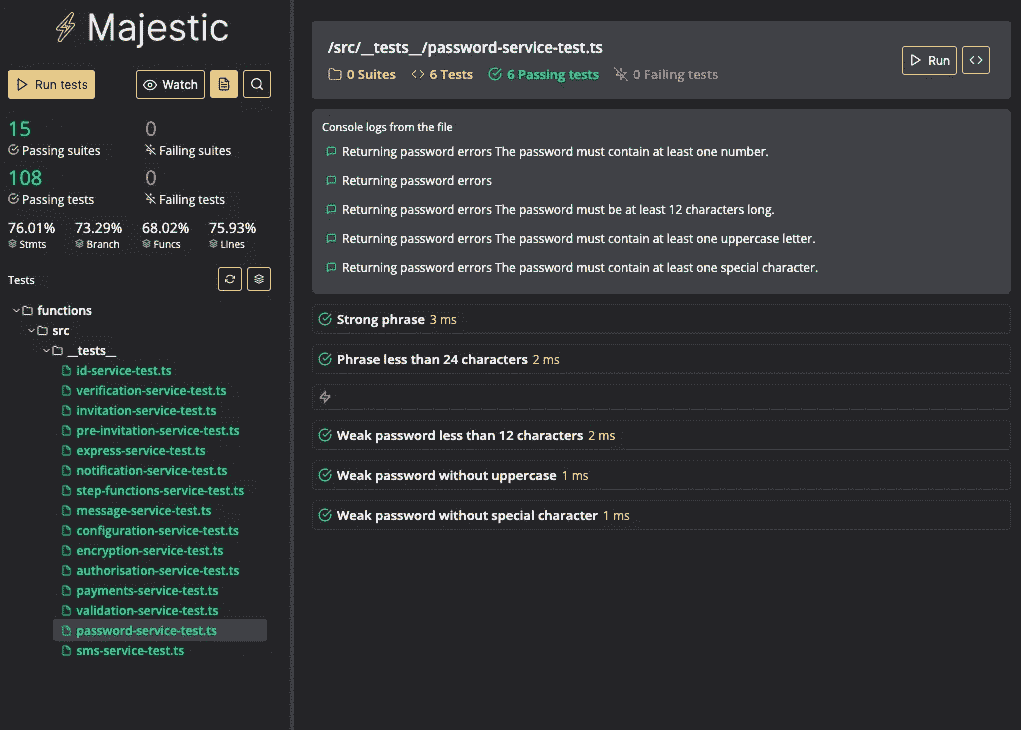 Majestic
Run tests
Watch
15
Passing suites
0
Failing suites
108
Passing tests
0
Failing tests
76.01%
Stmts
73.29%
Branch
68.02%
Funcs
75.93%
Lines
Tests
functions
src
__tests__
id-service-test.ts
verification-service-test.ts
invitation-service-test.ts
pre-invitation-service-test.ts
express-service-test.ts
notification-service-test.ts
step-functions-service-test.ts
message-service-test.ts
configuration-service-test.ts
encryption-service-test.ts
authorisation-service-test.ts
payments-service-test.ts
validation-service-test.ts
password-service-test.ts
sms-service-test.ts
/src/__tests__/password-service-test.ts
0 Suites
6 Tests
6 Passing tests
0 Failing tests
Run
Console logs from the file
Returning password errors The password must contain at least one number.
Returning password errors
Returning password errors The password must be at least 12 characters long.
Returning password errors The password must contain at least one uppercase letter.
Returning password errors The password must contain at least one special character.
Strong phrase 3 ms
Phrase less than 24 characters 2 ms
Weak password less than 12 characters 2 ms
Weak password without uppercase 1 ms
Weak password without special character 1 ms